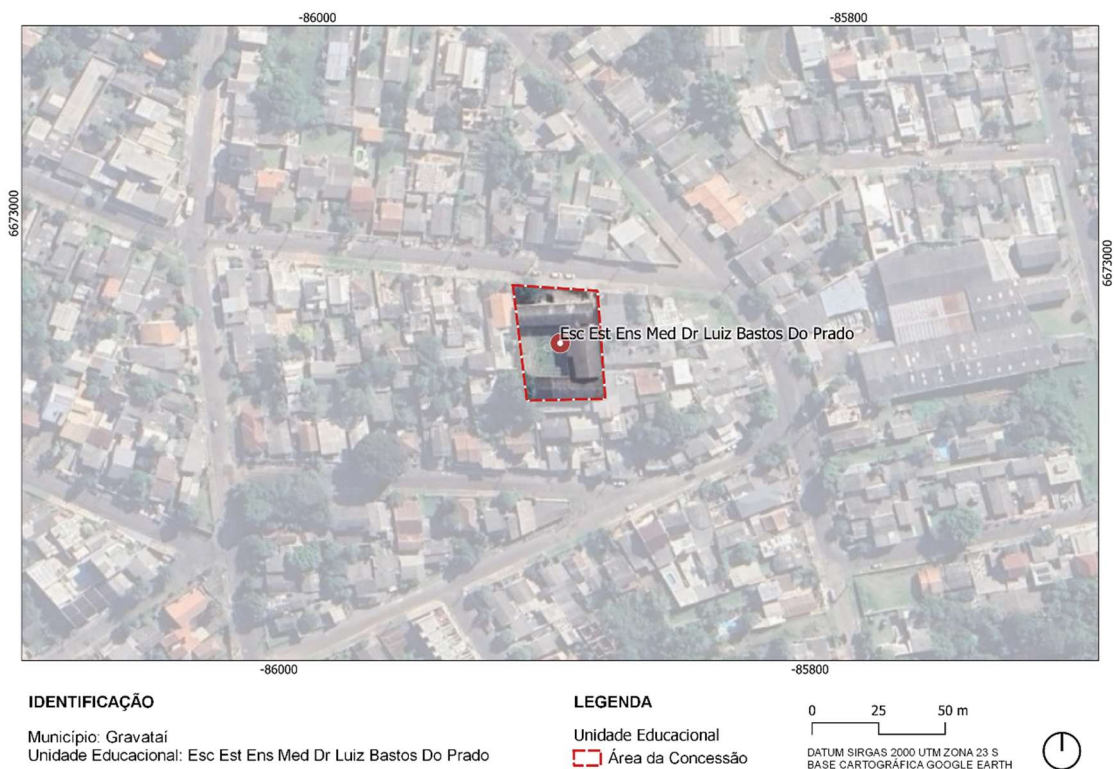 -86000
-85800
6673000
6673000
Esc Est Ens Med Dr Luiz Bastos Do Prado
-86000
-85800
IDENTIFICAÇÃO
Município: Gravataí
Unidade Educacional: Esc Est Ens Med Dr Luiz Bastos Do Prado
LEGENDA
Unidade Educacional
Área da Concessão
0 25 50 m
DATUM SIRGAS 2000 UTM ZONA 23 S
BASE CARTOGRÁFICA GOOGLE EARTH